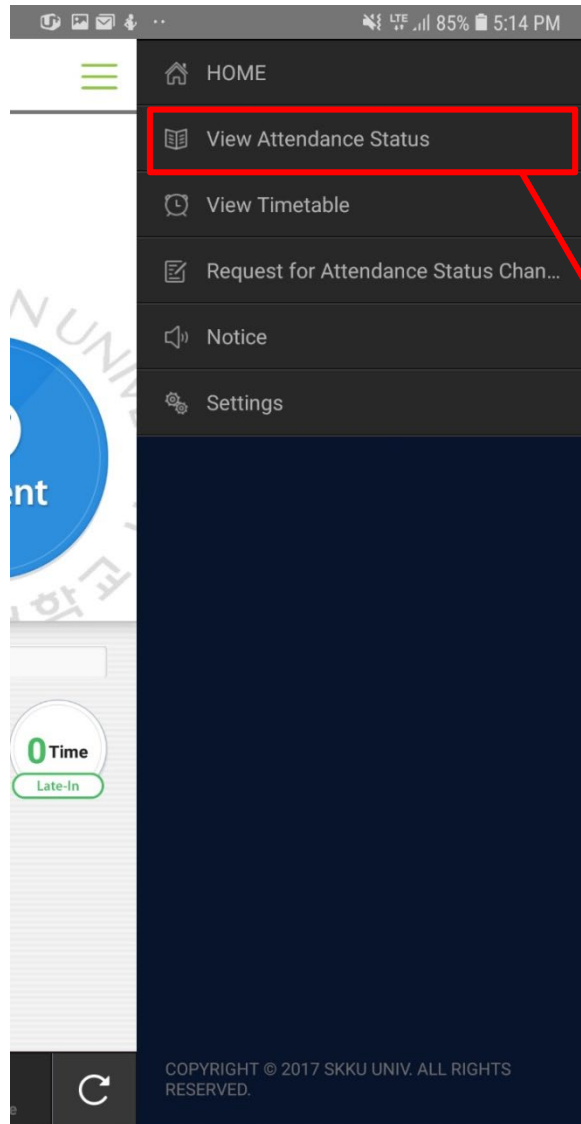 85% 5:14 PM
HOME
View Attendance Status
View Timetable
Request for Attendance Status Chan...
Notice
Settings
nt
0 Time
Late-In
COPYRIGHT © 2017 SKKU UNIV. ALL RIGHTS
RESERVED.